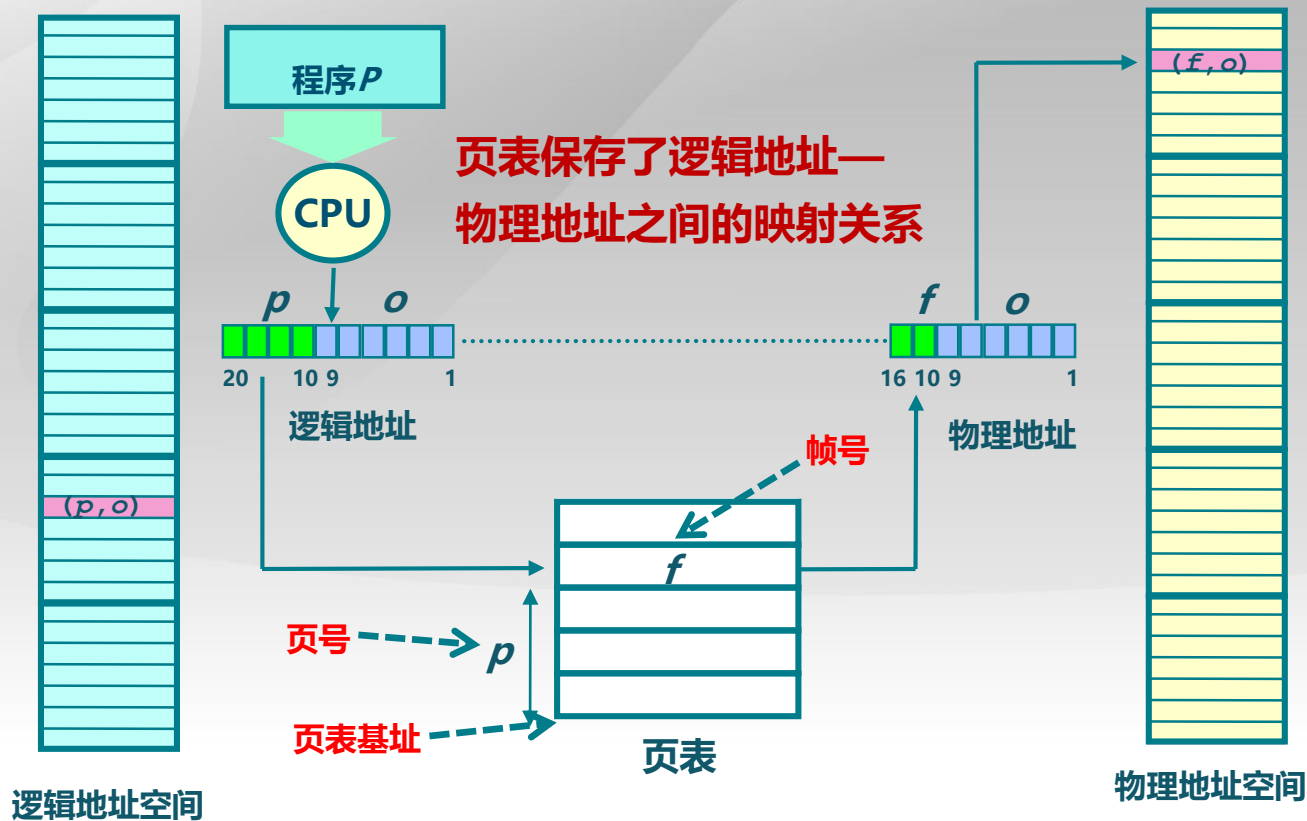 程序P
CPU
页表保存了逻辑地址—
物理地址之间的映射关系
(f,o)
p o
20 10 9 1
逻辑地址
f o
16 10 9 1
物理地址
帧号
(p,o)
f
页号
p
页表基址
页表
逻辑地址空间
物理地址空间